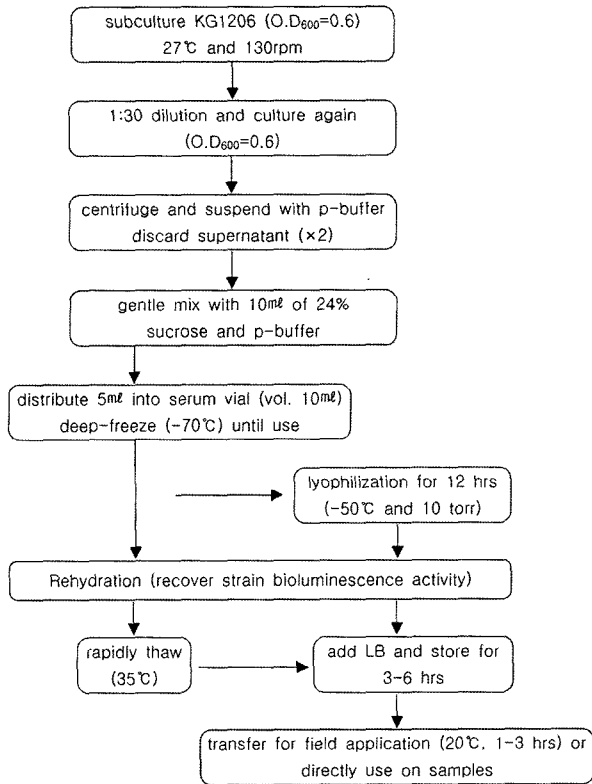 subculture KG1206 (O.D₆₀₀=0.6)
27℃ and 130rpm
1:30 dilution and culture again
(O.D₆₀₀=0.6)
centrifuge and suspend with p-buffer
discard supernatant (×2)
gentle mix with 10㎖ of 24%
sucrose and p-buffer
distribute 5㎖ into serum vial (vol. 10㎖)
deep-freeze (-70℃) until use
lyophilization for 12 hrs
(-50℃ and 10 torr)
Rehydration (recover strain bioluminescence activity)
rapidly thaw
(35℃)
add LB and store for
3-6 hrs
transfer for field application (20℃, 1-3 hrs) or
directly use on samples